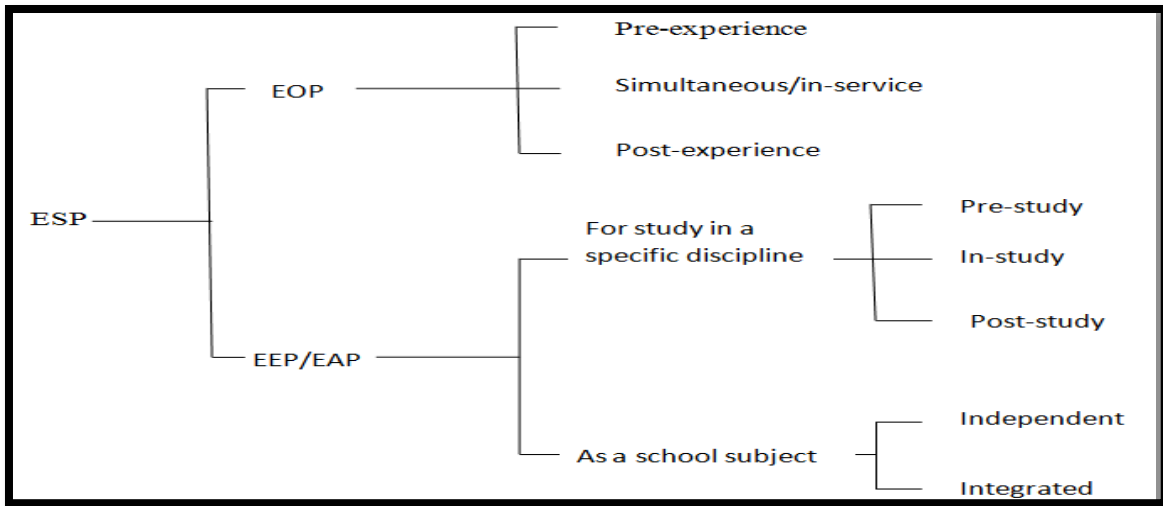 Pre-experience
EOP
Simultaneous/in-service
Post-experience
ESP
For study in a
specific discipline
Pre-study
In-study
Post-study
EEP/EAP
As a school subject
Independent
Integrated